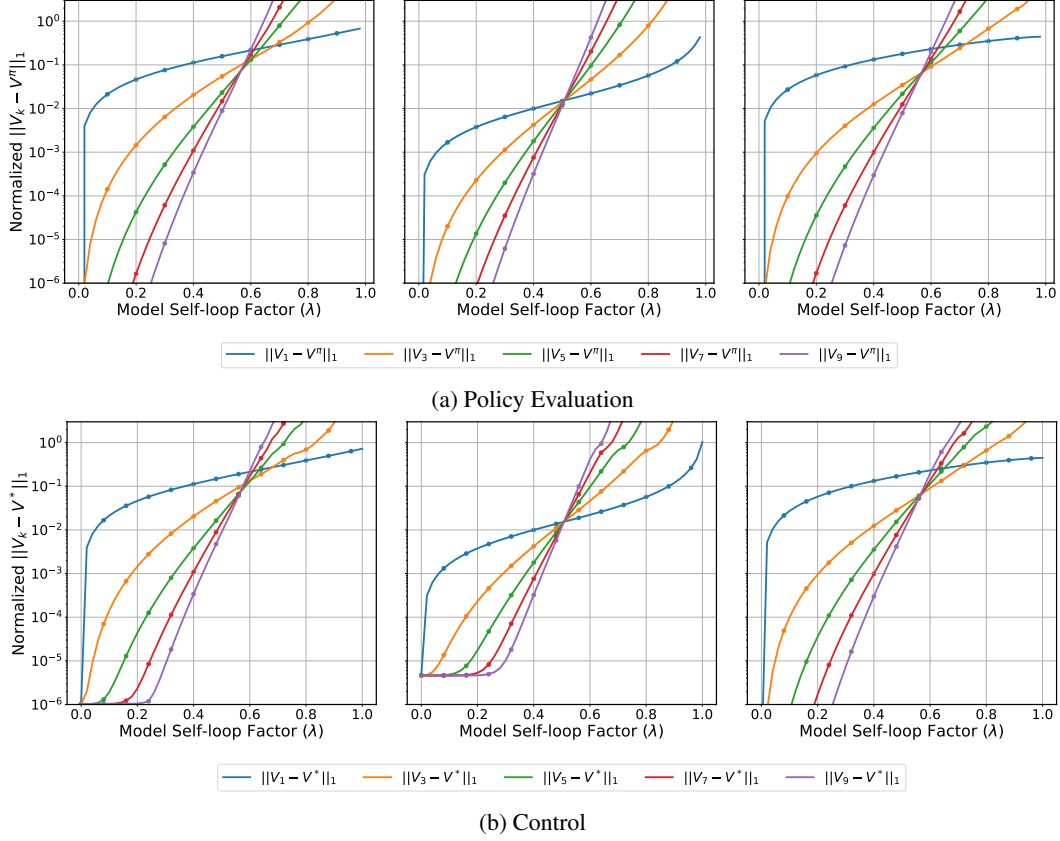 Normalized ||V_k − V^π||_1
10^0
10^−1
10^−2
10^−3
10^−4
10^−5
10^−6
0.0 0.2 0.4 0.6 0.8 1.0
0.0 0.2 0.4 0.6 0.8 1.0
0.0 0.2 0.4 0.6 0.8 1.0
Model Self-loop Factor (λ)
Model Self-loop Factor (λ)
Model Self-loop Factor (λ)
||V_1 − V^π||_1 ||V_3 − V^π||_1 ||V_5 − V^π||_1 ||V_7 − V^π||_1 ||V_9 − V^π||_1
(a) Policy Evaluation
Normalized ||V_k − V^*||_1
10^0
10^−1
10^−2
10^−3
10^−4
10^−5
10^−6
0.0 0.2 0.4 0.6 0.8 1.0
0.0 0.2 0.4 0.6 0.8 1.0
0.0 0.2 0.4 0.6 0.8 1.0
Model Self-loop Factor (λ)
Model Self-loop Factor (λ)
Model Self-loop Factor (λ)
||V_1 − V^*||_1 ||V_3 − V^*||_1 ||V_5 − V^*||_1 ||V_7 − V^*||_1 ||V_9 − V^*||_1
(b) Control